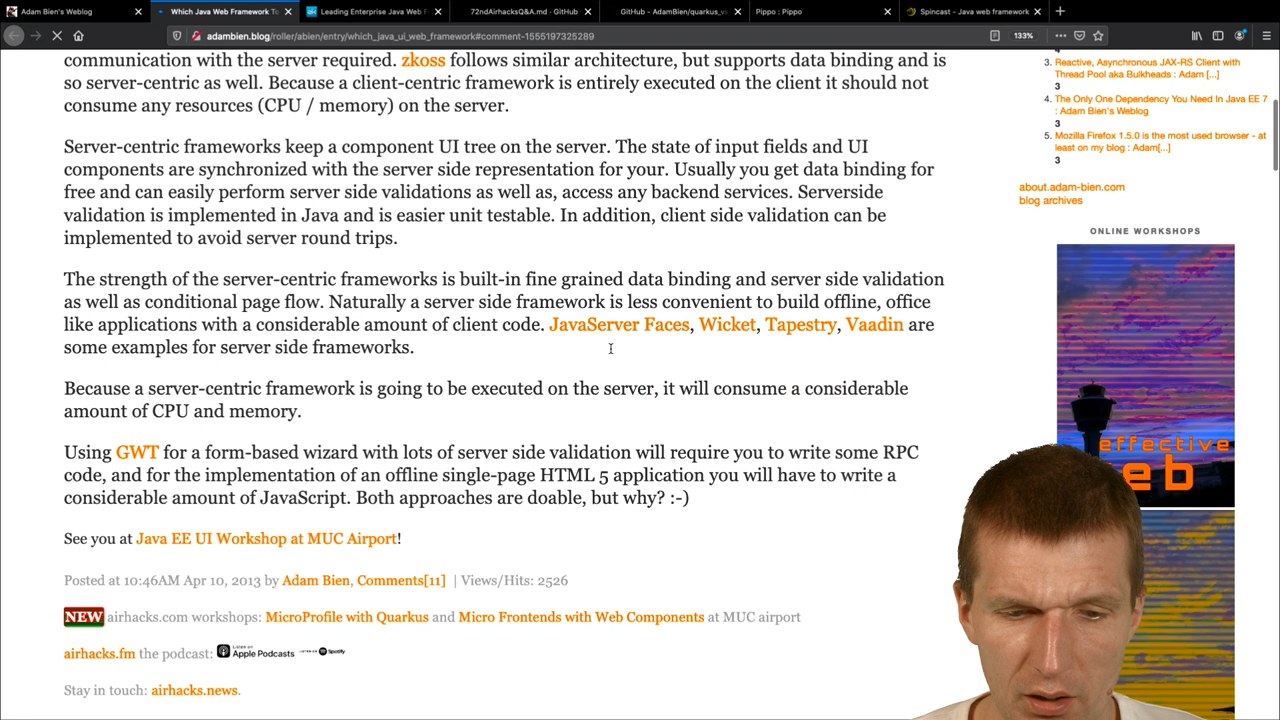 Adam Bien's Weblog
Which Java Web Framework To
Leading Enterprise Java Web F
72ndAirhacksQ&A.md · GitHub
GitHub - AdamBien/quarkus_vs
Pippo : Pippo
Spincast - Java web framework
adambien.blog/roller/abien/entry/which_java_ui_web_framework#comment-1555197325289
133%
communication with the server required. zkoss follows similar architecture, but supports data binding and is
so server-centric as well. Because a client-centric framework is entirely executed on the client it should not
consume any resources (CPU / memory) on the server.
Server-centric frameworks keep a component UI tree on the server. The state of input fields and UI
components are synchronized with the server side representation for your. Usually you get data binding for
free and can easily perform server side validations as well as, access any backend services. Serverside
validation is implemented in Java and is easier unit testable. In addition, client side validation can be
implemented to avoid server round trips.
The strength of the server-centric frameworks is built-in fine grained data binding and server side validation
as well as conditional page flow. Naturally a server side framework is less convenient to build offline, office
like applications with a considerable amount of client code. JavaServer Faces, Wicket, Tapestry, Vaadin are
some examples for server side frameworks.
Because a server-centric framework is going to be executed on the server, it will consume a considerable
amount of CPU and memory.
Using GWT for a form-based wizard with lots of server side validation will require you to write some RPC
code, and for the implementation of an offline single-page HTML 5 application you will have to write a
considerable amount of JavaScript. Both approaches are doable, but why? :-)
See you at Java EE UI Workshop at MUC Airport!
Posted at 10:46AM Apr 10, 2013 by Adam Bien, Comments[11] | Views/Hits: 2526
NEW airhacks.com workshops: MicroProfile with Quarkus and Micro Frontends with Web Components at MUC airport
airhacks.fm the podcast: Listen on Apple Podcasts LISTEN ON Spotify
Stay in touch: airhacks.news.
3. Reactive, Asynchronous JAX-RS Client with
Thread Pool aka Bulkheads : Adam [...]
3
4. The Only One Dependency You Need In Java EE 7
: Adam Bien's Weblog
3
5. Mozilla Firefox 1.5.0 is the most used browser - at
least on my blog : Adam[...]
3
about.adam-bien.com
blog archives
ONLINE WORKSHOPS
effective
eb